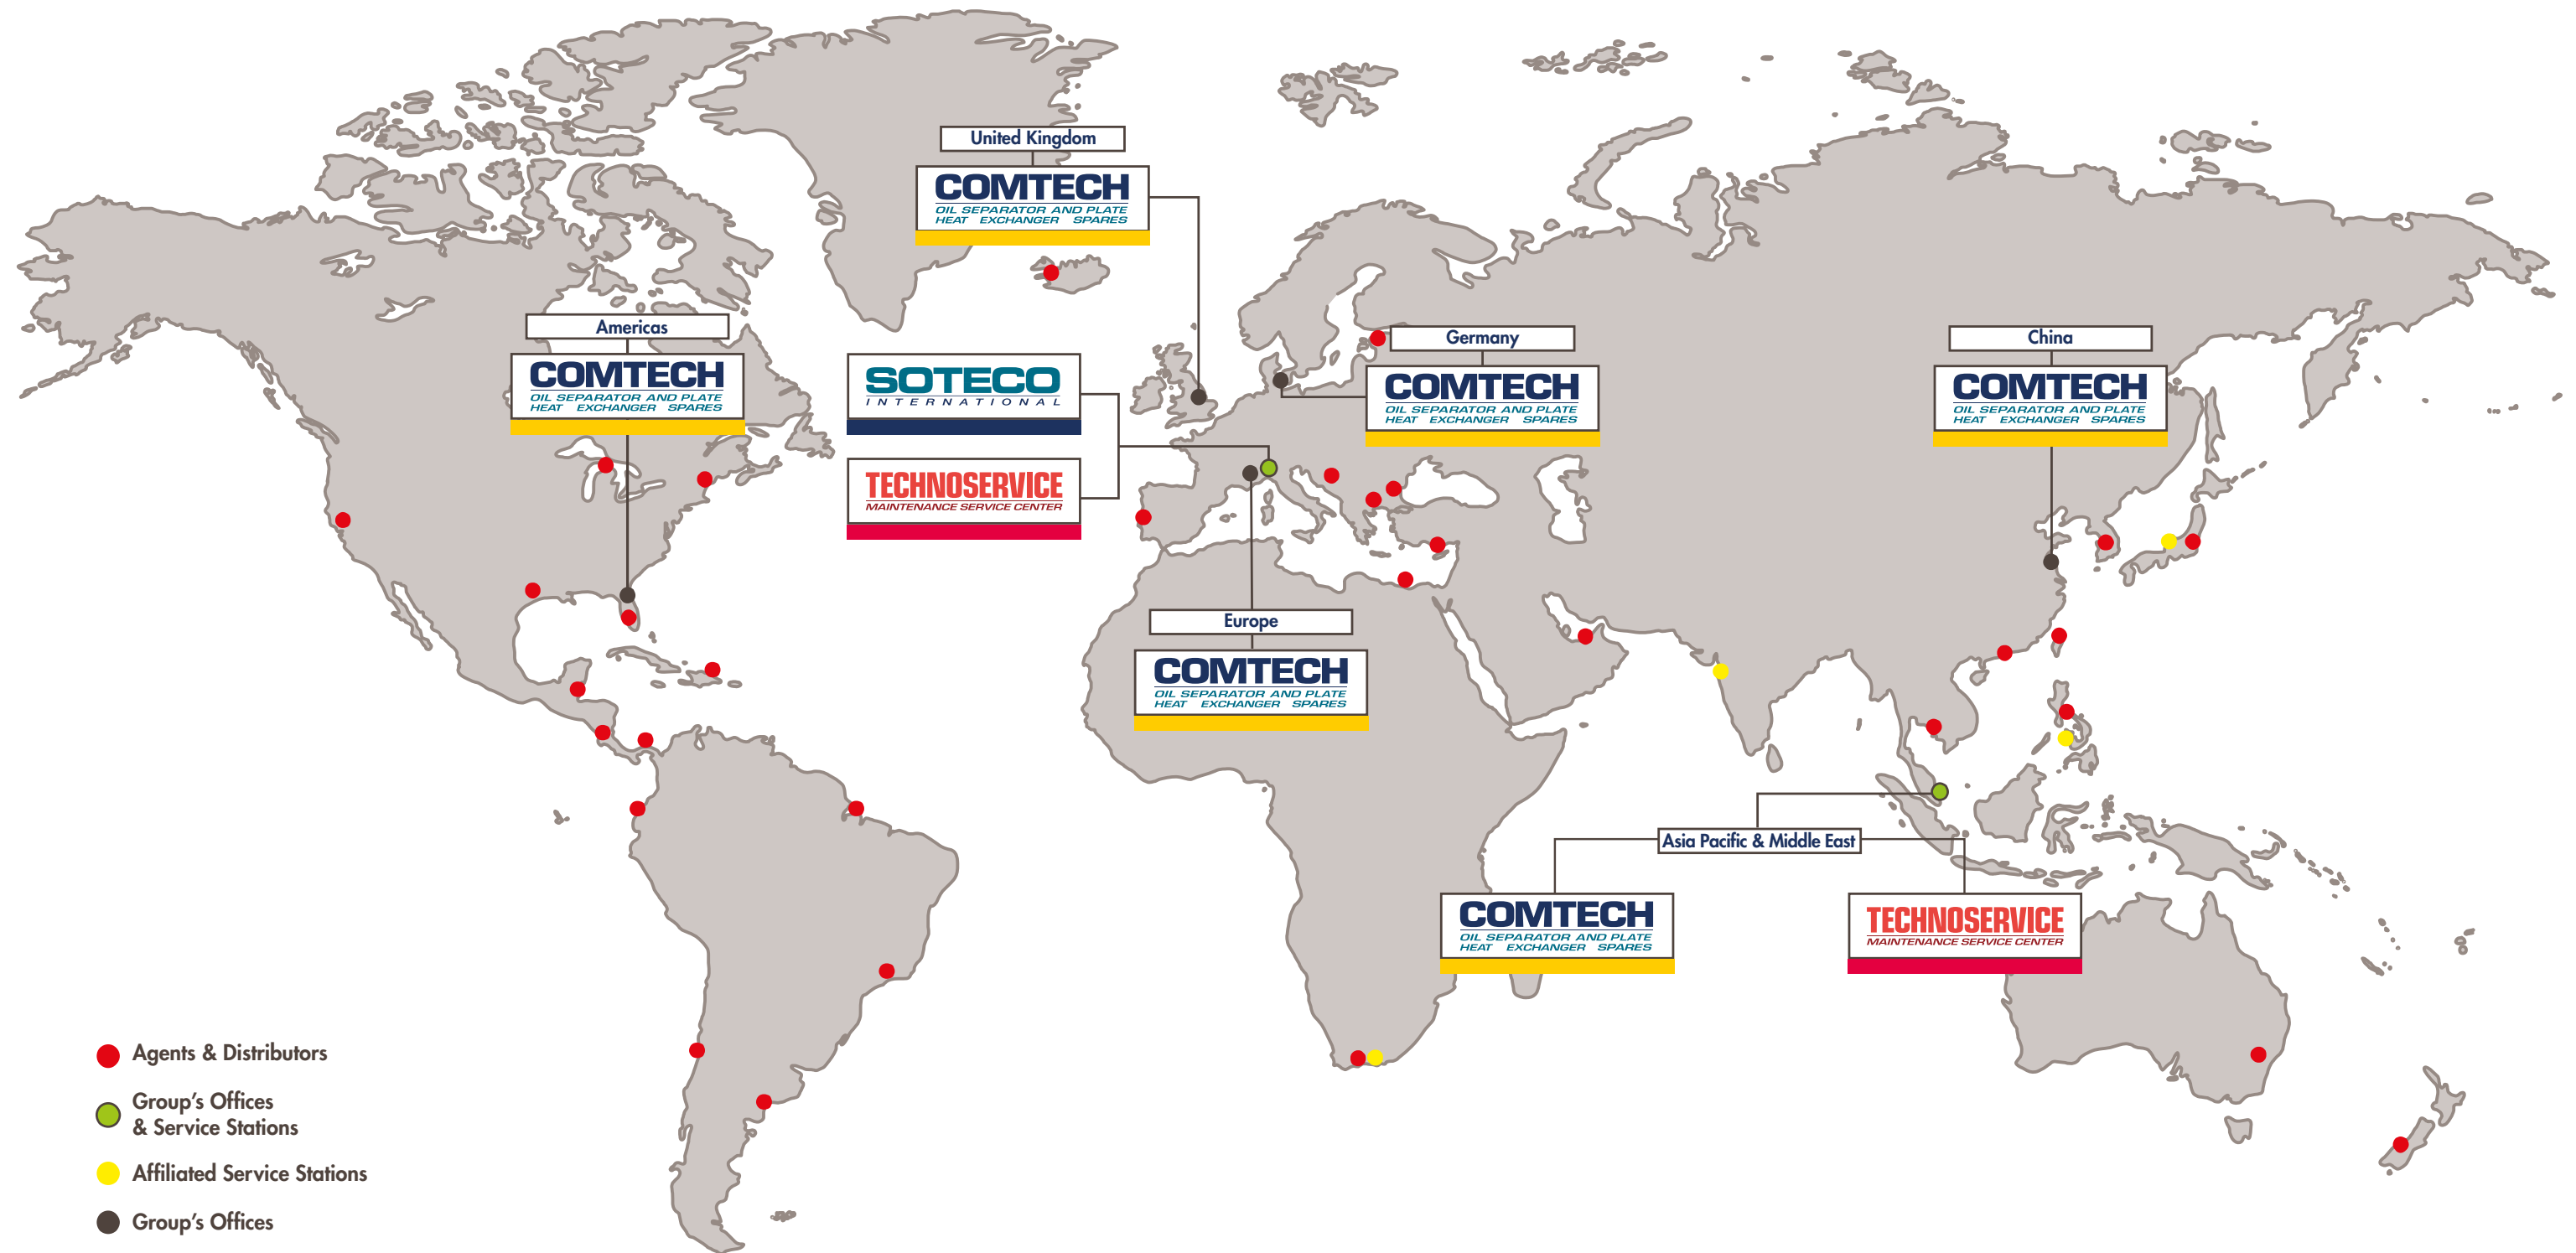 United Kingdom
COMTECH
OIL SEPARATOR AND PLATE
HEAT EXCHANGER SPARES
Americas
COMTECH
OIL SEPARATOR AND PLATE
HEAT EXCHANGER SPARES
SOTECO
INTERNATIONAL
TECHNOSERVICE
MAINTENANCE SERVICE CENTER
Germany
COMTECH
OIL SEPARATOR AND PLATE
HEAT EXCHANGER SPARES
China
COMTECH
OIL SEPARATOR AND PLATE
HEAT EXCHANGER SPARES
Europe
COMTECH
OIL SEPARATOR AND PLATE
HEAT EXCHANGER SPARES
Asia Pacific & Middle East
COMTECH
OIL SEPARATOR AND PLATE
HEAT EXCHANGER SPARES
TECHNOSERVICE
MAINTENANCE SERVICE CENTER
Agents & Distributors
Group's Offices
& Service Stations
Affiliated Service Stations
Group's Offices